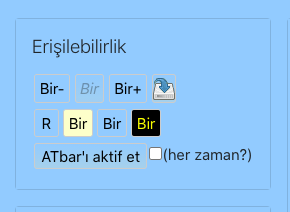 Erişilebilirlik
Bir- Bir Bir+
R Bir Bir Bir
ATbar'ı aktif et (her zaman?)